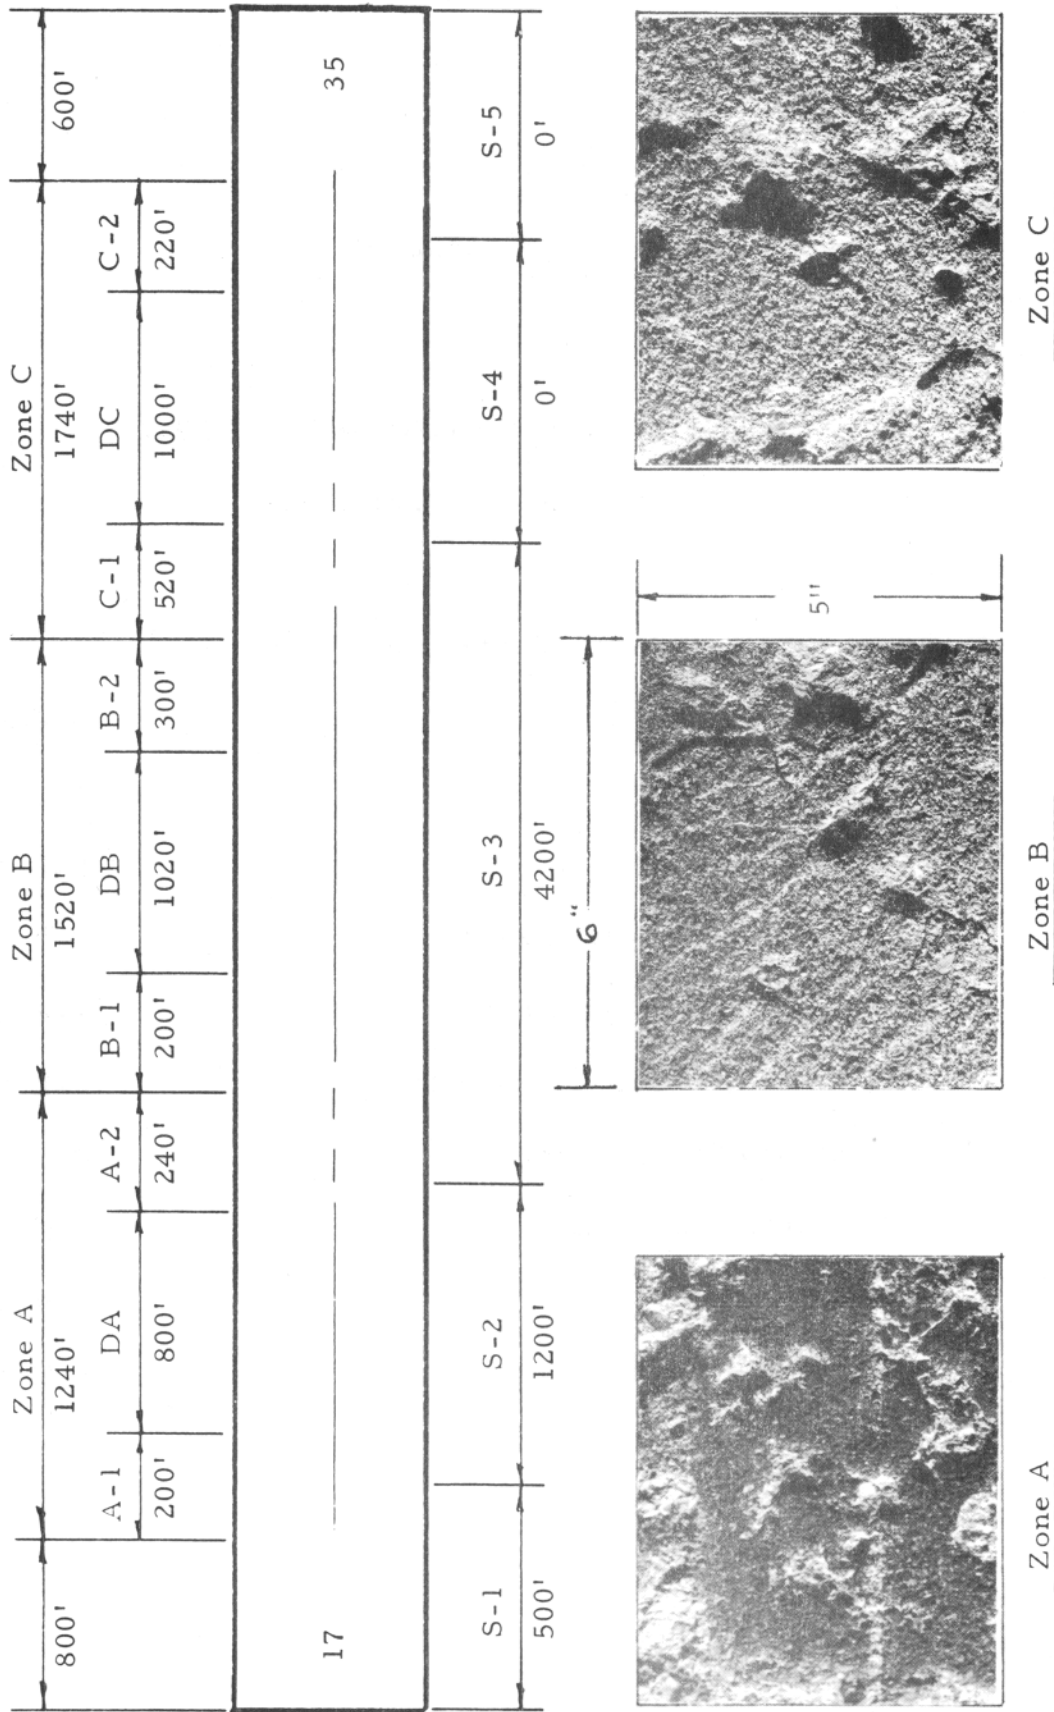 Zone A
Zone B
Zone C
800'
1240'
1520'
1740'
600'
A-1
DA
A-2
B-1
DB
B-2
C-1
DC
C-2
200'
800'
240'
200'
1020'
300'
520'
1000'
220'
17
35
S-1
S-2
S-3
S-4
S-5
500'
1200'
4200'
0'
0'
6"
5"
Zone A
Zone B
Zone C